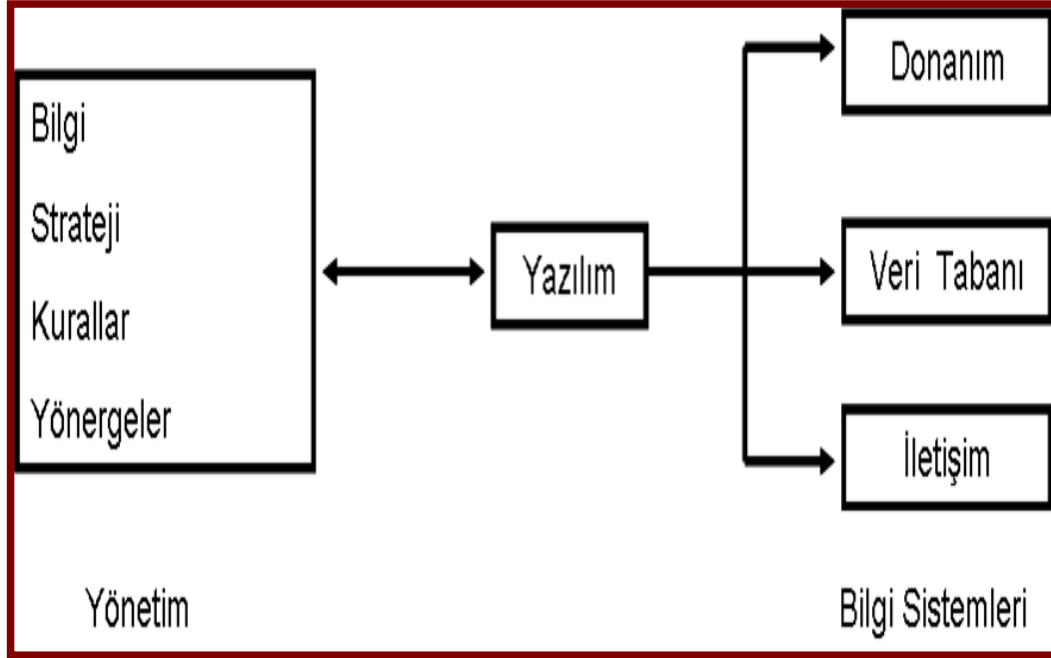 Bilgi
Strateji
Kurallar
Yönergeler
Yazılım
Donanım
Veri Tabanı
İletişim
Yönetim
Bilgi Sistemleri